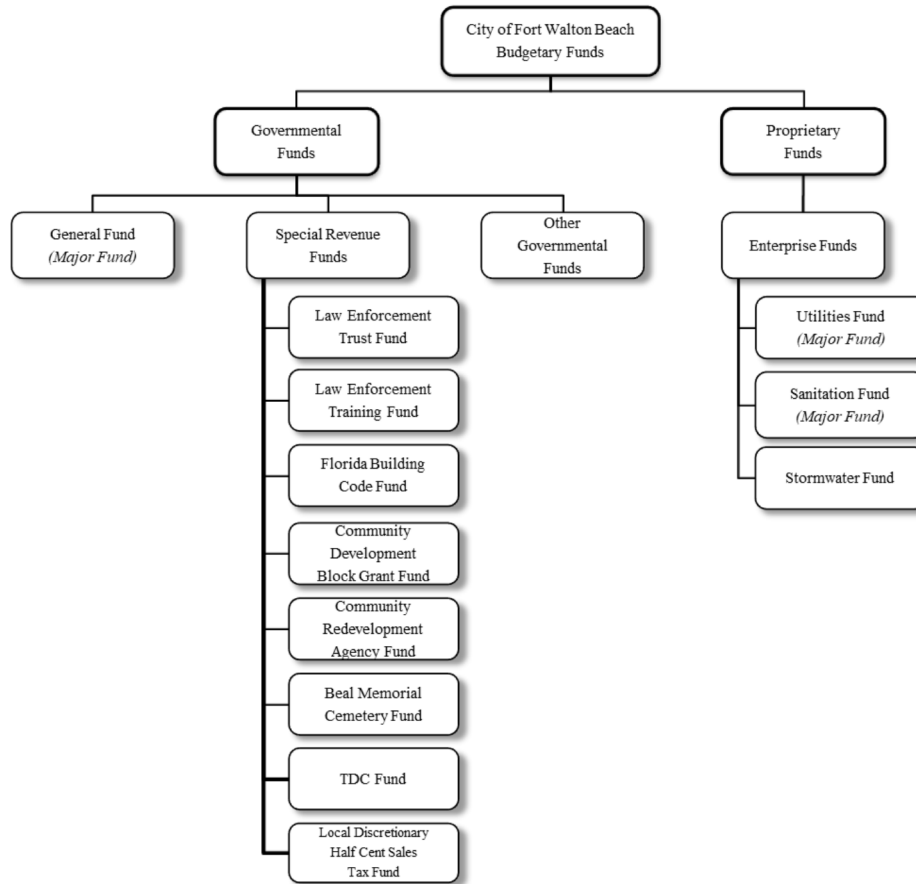 City of Fort Walton Beach
Budgetary Funds
Governmental
Funds
Proprietary
Funds
General Fund
(Major Fund)
Special Revenue
Funds
Other
Governmental
Funds
Enterprise Funds
Law Enforcement
Trust Fund
Law Enforcement
Training Fund
Florida Building
Code Fund
Community
Development
Block Grant Fund
Community
Redevelopment
Agency Fund
Beal Memorial
Cemetery Fund
TDC Fund
Local Discretionary
Half Cent Sales
Tax Fund
Utilities Fund
(Major Fund)
Sanitation Fund
(Major Fund)
Stormwater Fund